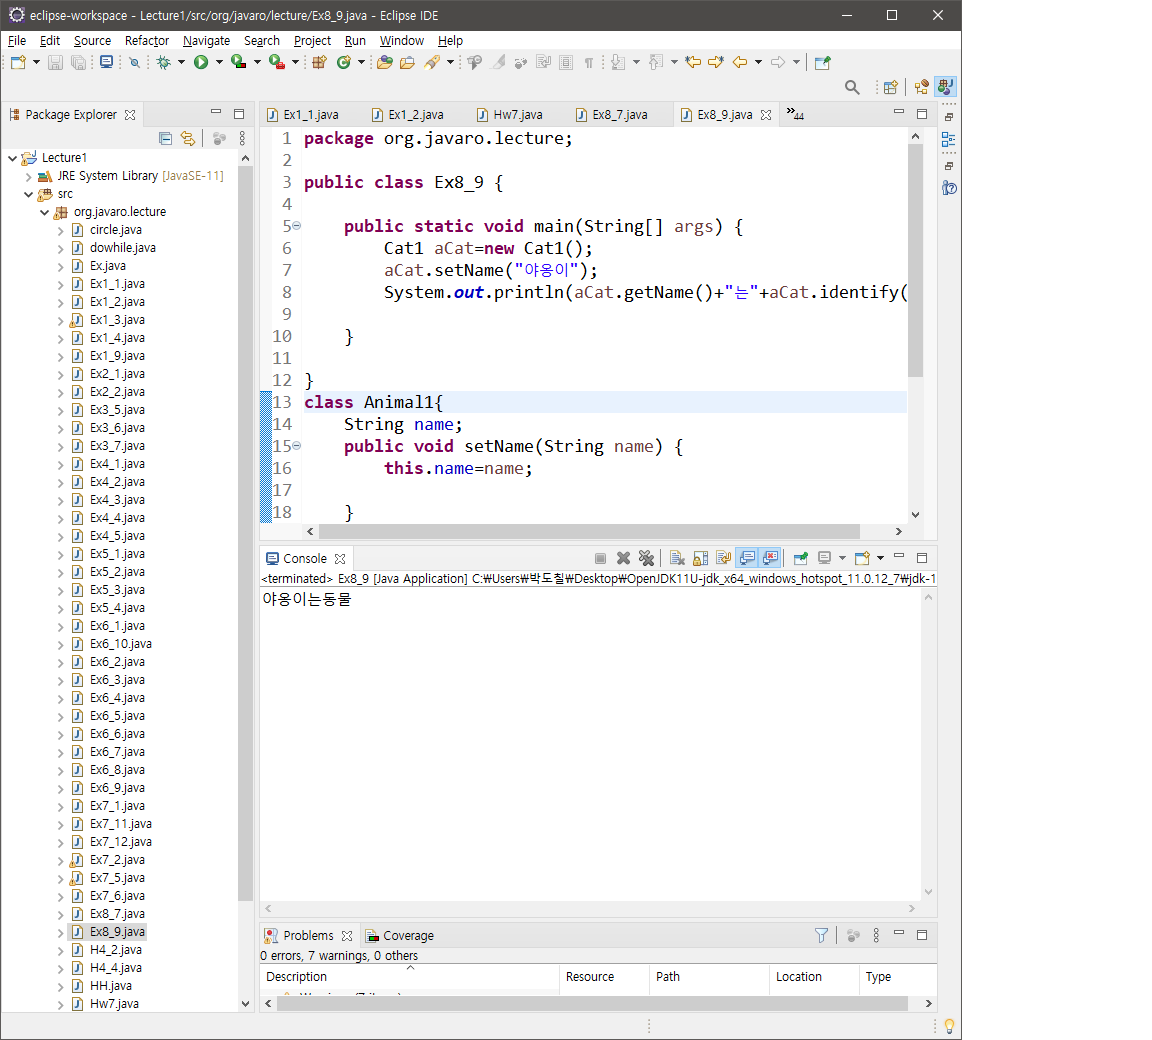 eclipse-workspace - Lecture1/src/org/javaro/lecture/Ex8_9.java - Eclipse IDE
File Edit Source Refactor Navigate Search Project Run Window Help
Package Explorer
Lecture1
JRE System Library [JavaSE-11]
src
org.javaro.lecture
circle.java
dowhile.java
Ex.java
Ex1_1.java
Ex1_2.java
Ex1_3.java
Ex1_4.java
Ex1_9.java
Ex2_1.java
Ex2_2.java
Ex3_5.java
Ex3_6.java
Ex3_7.java
Ex4_1.java
Ex4_2.java
Ex4_3.java
Ex4_4.java
Ex4_5.java
Ex5_1.java
Ex5_2.java
Ex5_3.java
Ex5_4.java
Ex6_1.java
Ex6_10.java
Ex6_2.java
Ex6_3.java
Ex6_4.java
Ex6_5.java
Ex6_6.java
Ex6_7.java
Ex6_8.java
Ex6_9.java
Ex7_1.java
Ex7_11.java
Ex7_12.java
Ex7_2.java
Ex7_5.java
Ex7_6.java
Ex8_7.java
Ex8_9.java
H4_2.java
H4_4.java
HH.java
Hw7.java
Ex1_1.java Ex1_2.java Hw7.java Ex8_7.java Ex8_9.java »44
1 package org.javaro.lecture;
2
3 public class Ex8_9 {
4
5 public static void main(String[] args) {
6 Cat1 aCat=new Cat1();
7 aCat.setName("야옹이");
8 System.out.println(aCat.getName()+"는"+aCat.identify(
9
10 }
11
12 }
13 class Animal1{
14 String name;
15 public void setName(String name) {
16 this.name=name;
17
18 }
Console
<terminated> Ex8_9 [Java Application] C:₩Users₩박도칠₩Desktop₩OpenJDK11U-jdk_x64_windows_hotspot_11.0.12_7₩jdk-1
야옹이는동물
Problems Coverage
0 errors, 7 warnings, 0 others
Description Resource Path Location Type